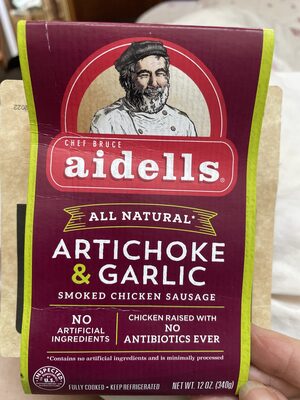 CHEF BRUCE
aidells®
ALL NATURAL*
ARTICHOKE
& GARLIC
SMOKED CHICKEN SAUSAGE
NO
ARTIFICIAL
INGREDIENTS
CHICKEN RAISED WITH
NO
ANTIBIOTICS EVER
*Contains no artificial ingredients and is minimally processed
INSPECTED
U.S.
FULLY COOKED • KEEP REFRIGERATED
NET WT. 12 OZ. (340g)